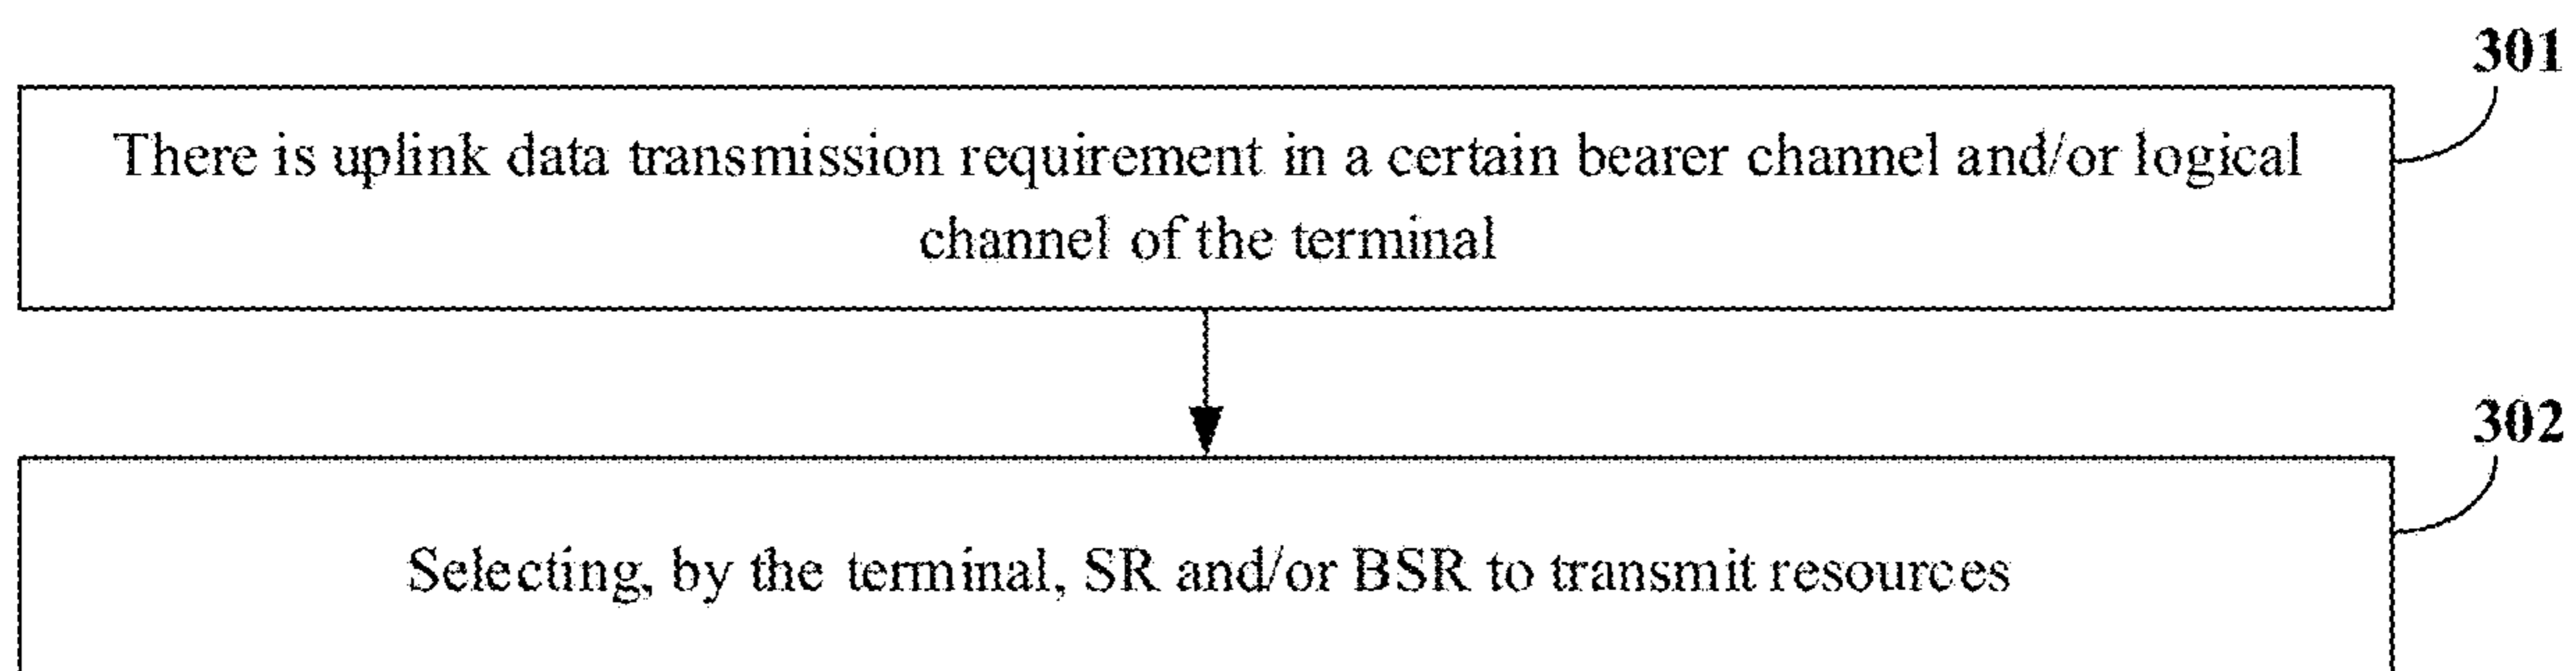 301
There is uplink data transmission requirement in a certain bearer channel and/or logical
channel of the terminal
302
Selecting, by the terminal, SR and/or BSR to transmit resources